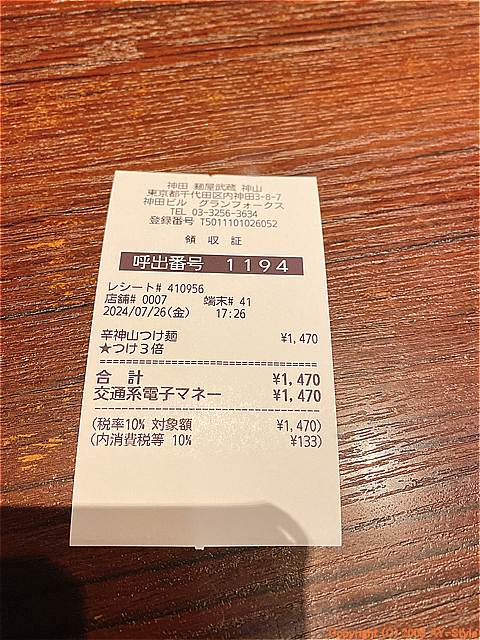 神田 麺屋武蔵 神山
東京都千代田区内神田3-8-7
神田ビル グランフォークス
TEL 03-3256-3634
登録番号 T5011101026052
領 収 証
呼出番号 1194
レシート# 410956
店舗# 0007 端末# 41
2024/07/26(金) 17:26
辛神山つけ麺 ¥1,470
★つけ3倍
合 計 ¥1,470
交通系電子マネー ¥1,470
(税率10% 対象額 ¥1,470)
(内消費税等 10% ¥133)